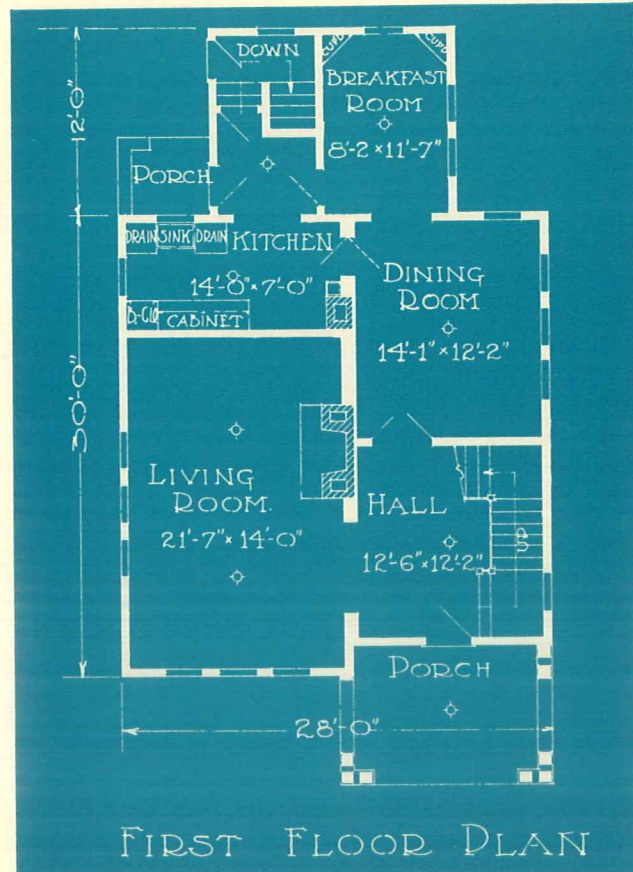 DOWN
CUPD
CUPD
BREAKFAST
ROOM
8'-2 × 11'-7"
12'-0"
PORCH
DRAIN SINK DRAIN
KITCHEN
14'-8" × 7'-0"
CABINET
DINING
ROOM
14'-1" × 12'-2"
30'-0"
LIVING
ROOM.
21'-7" × 14'-0"
HALL
12'-6" × 12'-2"
UP
PORCH
28'-0"
FIRST FLOOR PLAN